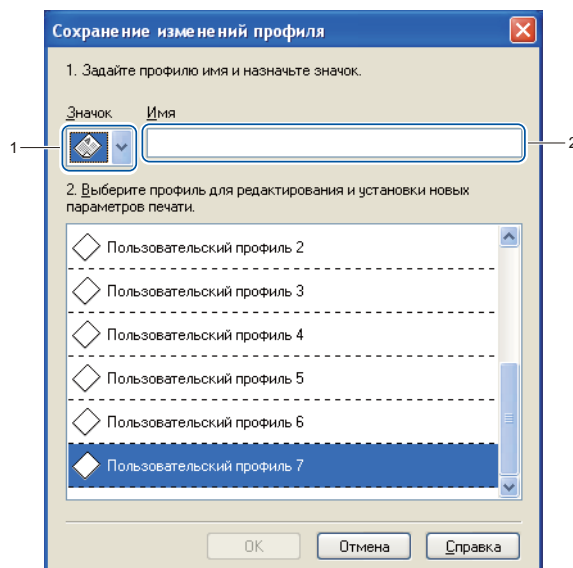 Сохранение изменений профиля
1. Задайте профилю имя и назначьте значок.
Значок Имя
1
2
2. Выберите профиль для редактирования и установки новых
параметров печати.
Пользовательский профиль 2
Пользовательский профиль 3
Пользовательский профиль 4
Пользовательский профиль 5
Пользовательский профиль 6
Пользовательский профиль 7
OK Отмена Справка